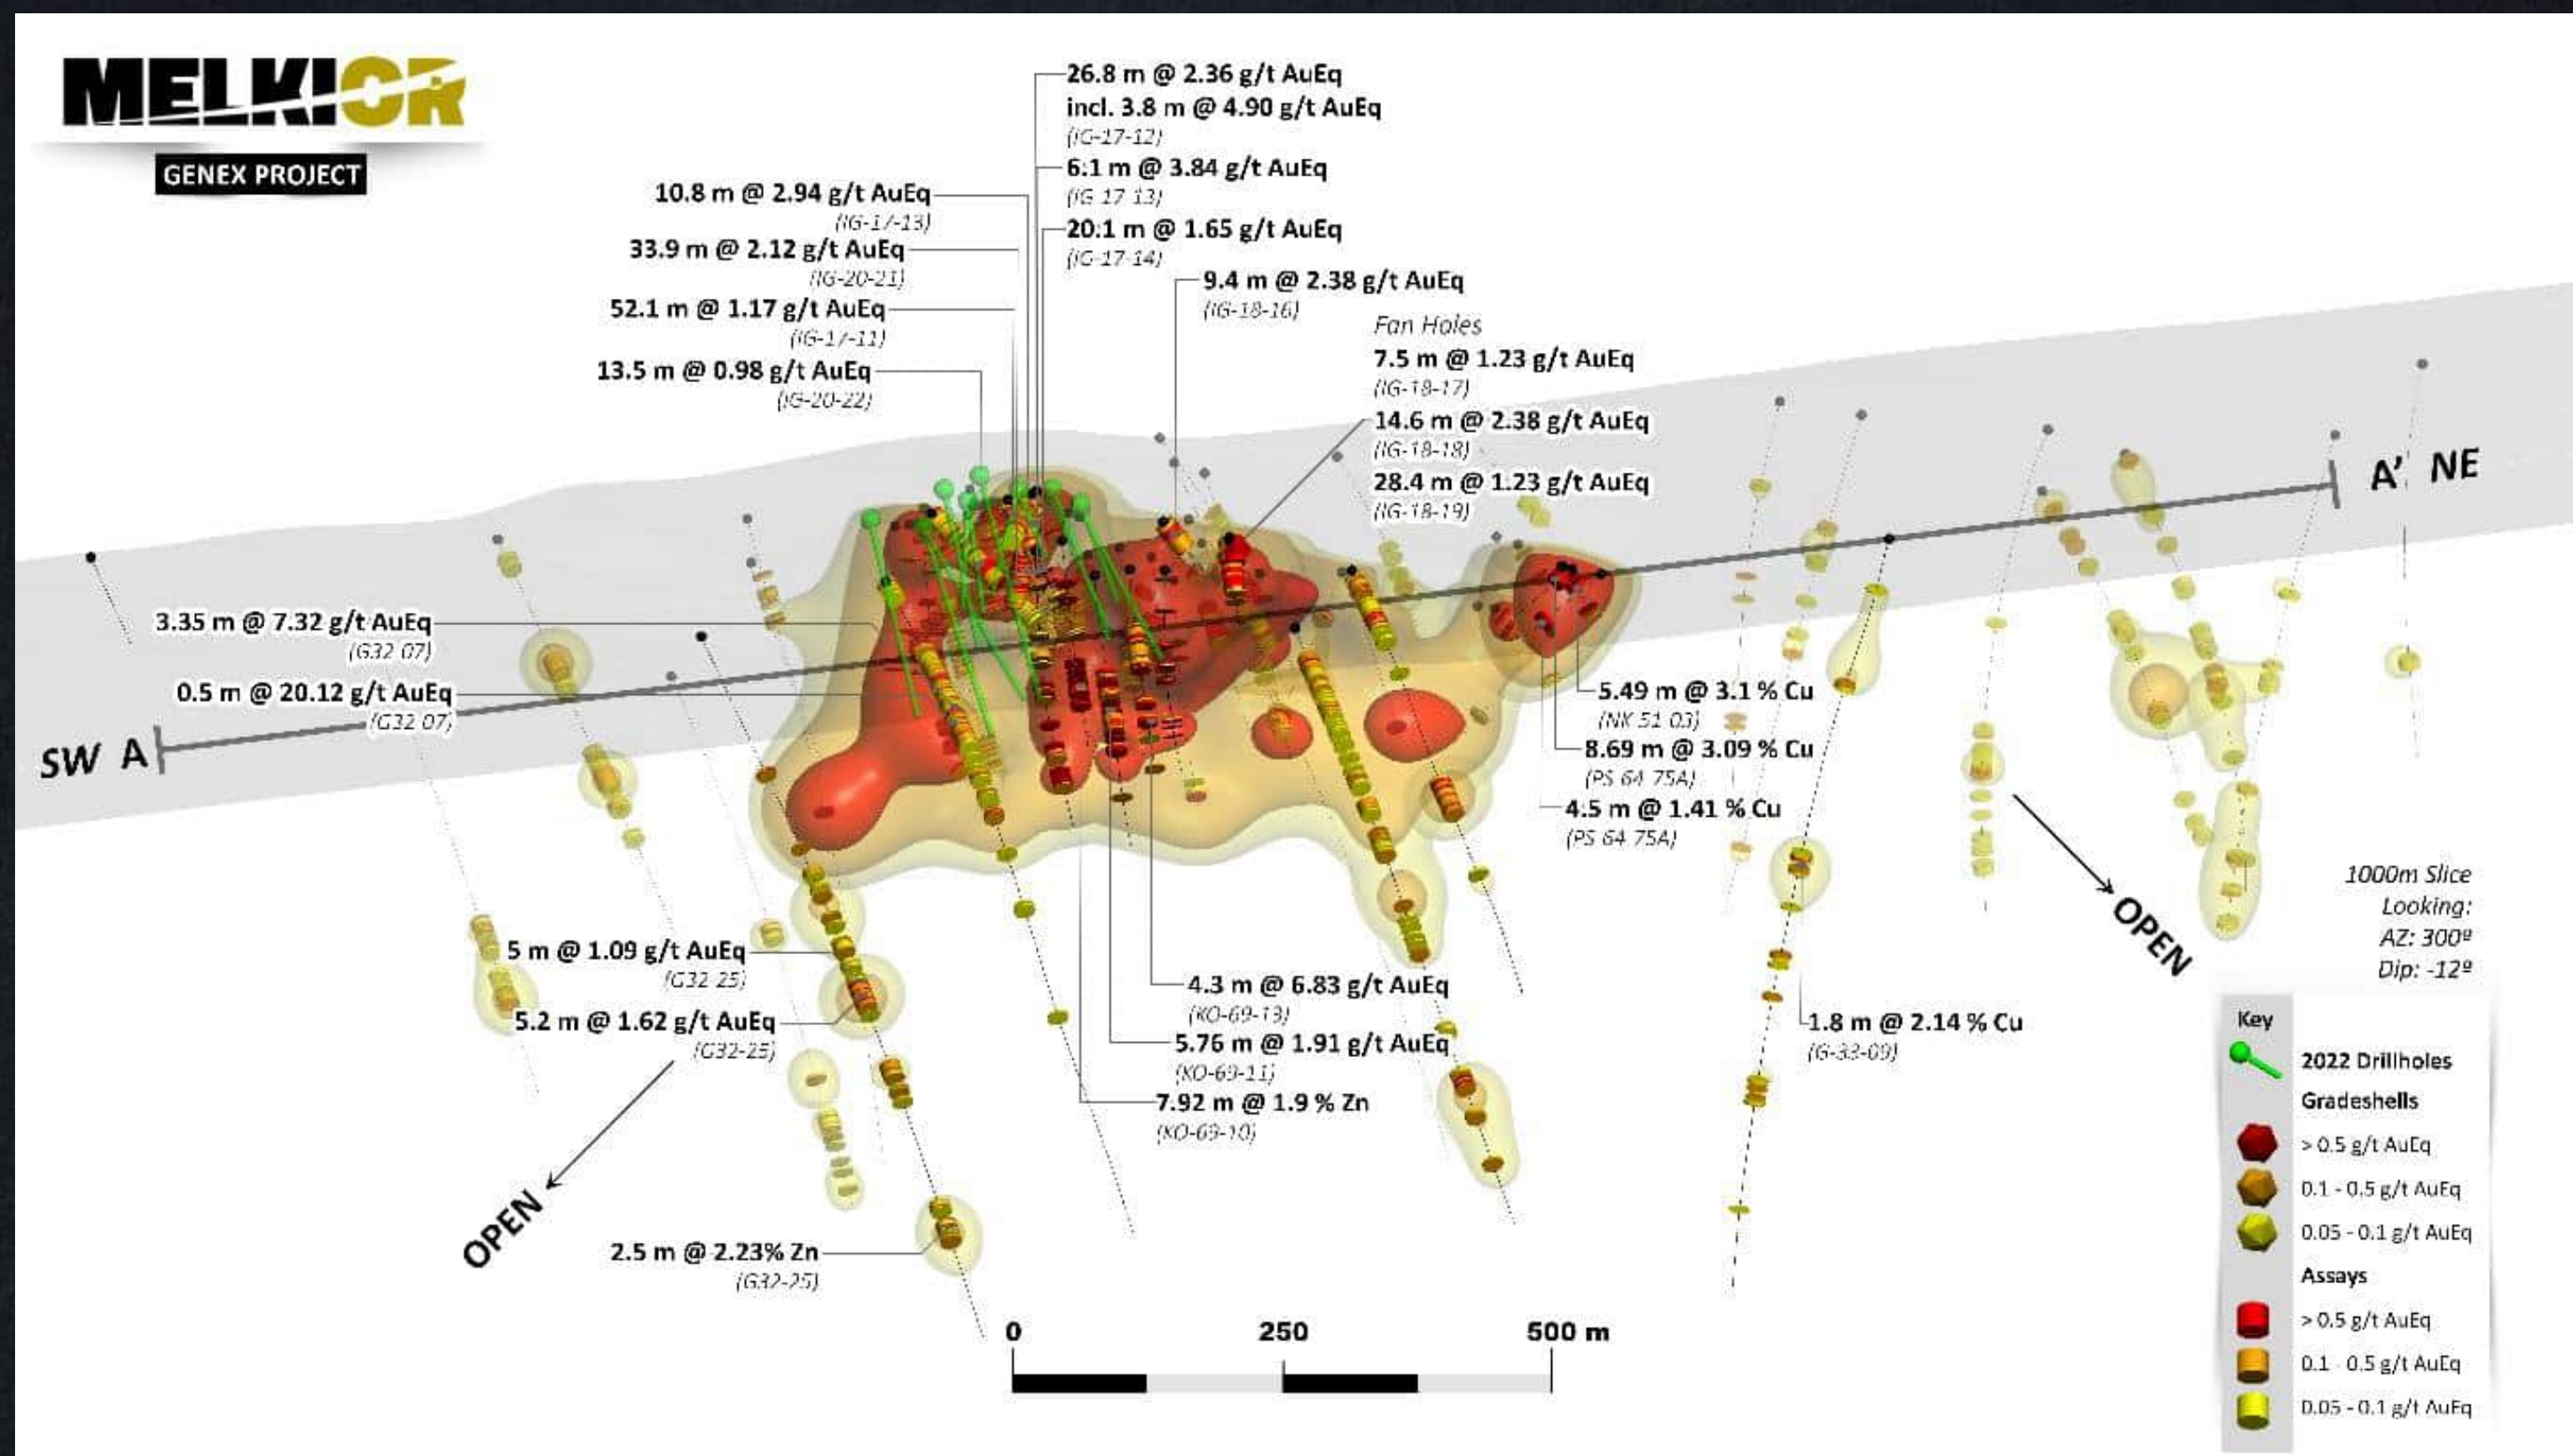 MELKIOR
GENEX PROJECT
26.8 m @ 2.36 g/t AuEq
incl. 3.8 m @ 4.90 g/t AuEq
(IG-17-12)
6.1 m @ 3.84 g/t AuEq
(IG-17-13)
20.1 m @ 1.65 g/t AuEq
(IG-17-14)
10.8 m @ 2.94 g/t AuEq
(IG-17-13)
33.9 m @ 2.12 g/t AuEq
(IG-20-21)
52.1 m @ 1.17 g/t AuEq
(IG-17-11)
13.5 m @ 0.98 g/t AuEq
(IG-20-22)
9.4 m @ 2.38 g/t AuEq
(IG-18-16)
Fan Holes
7.5 m @ 1.23 g/t AuEq
(IG-18-17)
14.6 m @ 2.38 g/t AuEq
(IG-18-18)
28.4 m @ 1.23 g/t AuEq
(IG-18-19)
A' NE
3.35 m @ 7.32 g/t AuEq
(G32 07)
0.5 m @ 20.12 g/t AuEq
(G32 07)
SW A
5.49 m @ 3.1 % Cu
(NK 51 03)
8.69 m @ 3.09 % Cu
(PS 64 75A)
4.5 m @ 1.41 % Cu
(PS 64 75A)
5 m @ 1.09 g/t AuEq
(G32 25)
5.2 m @ 1.62 g/t AuEq
(G32-25)
OPEN
2.5 m @ 2.23% Zn
(G32-25)
4.3 m @ 6.83 g/t AuEq
(KO-69-13)
5.76 m @ 1.91 g/t AuEq
(KO-69-11)
7.92 m @ 1.9 % Zn
(KO-69-10)
1.8 m @ 2.14 % Cu
(G-33-09)
OPEN
1000m Slice
Looking:
AZ: 300º
Dip: -12º
0 250 500 m
Key
2022 Drillholes
Gradeshells
> 0.5 g/t AuEq
0.1 - 0.5 g/t AuEq
0.05 - 0.1 g/t AuEq
Assays
> 0.5 g/t AuEq
0.1 - 0.5 g/t AuEq
0.05 - 0.1 g/t AuEq